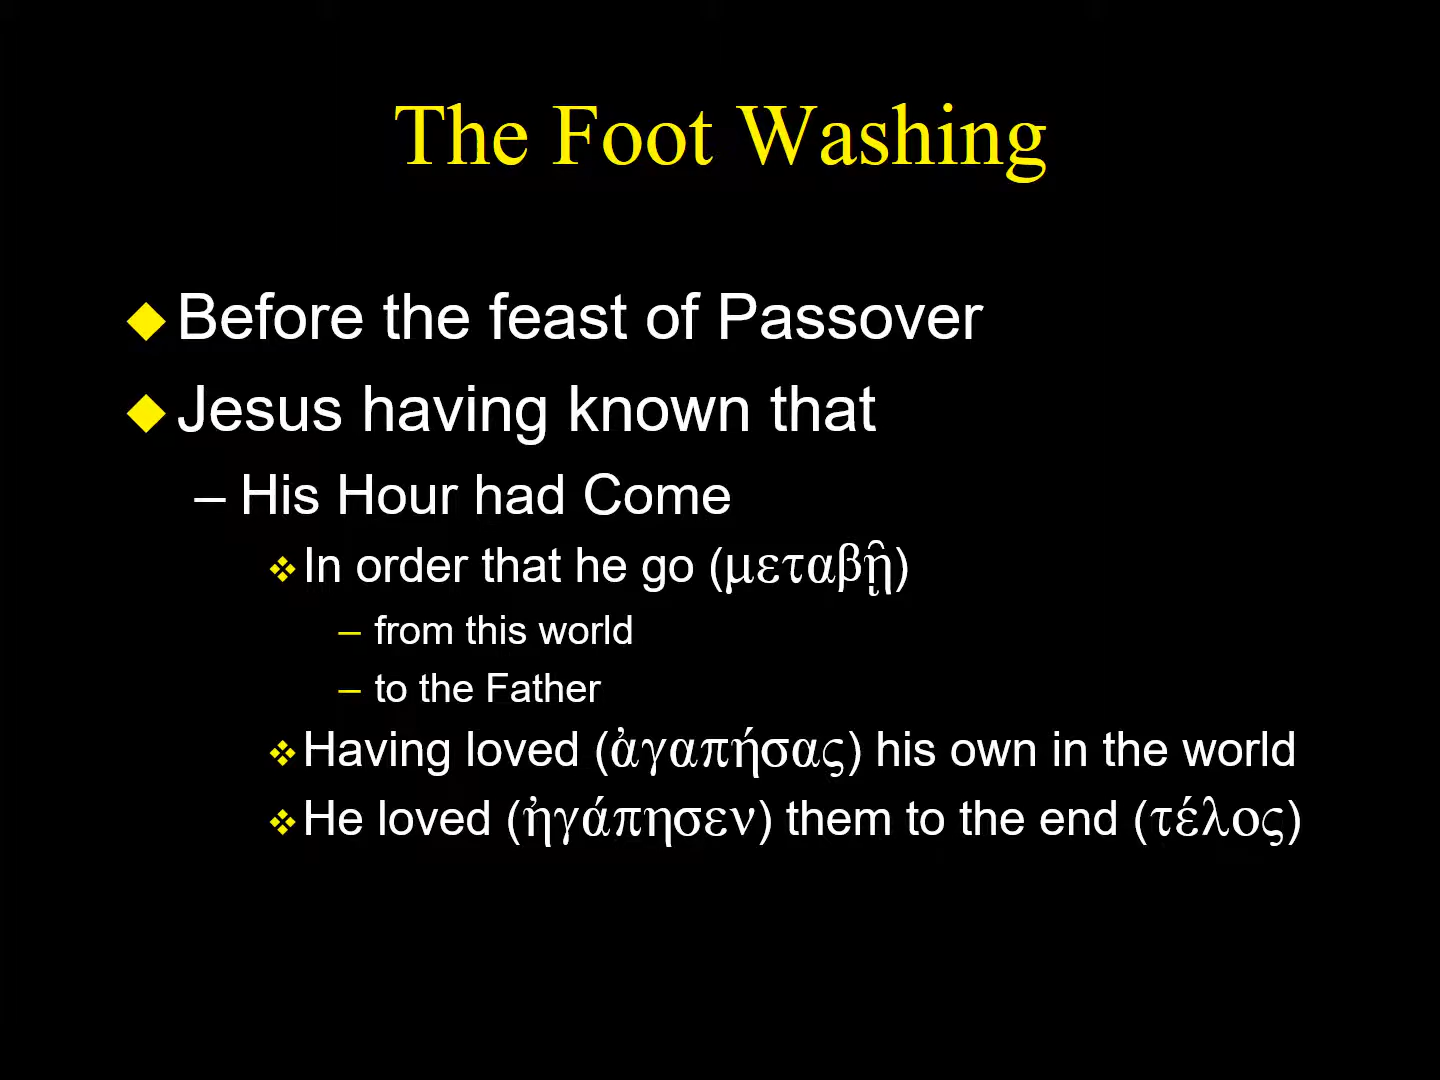 The Foot Washing
Before the feast of Passover
Jesus having known that
– His Hour had Come
In order that he go (μεταβῇ)
– from this world
– to the Father
Having loved (ἀγαπήσας) his own in the world
He loved (ἠγάπησεν) them to the end (τέλος)